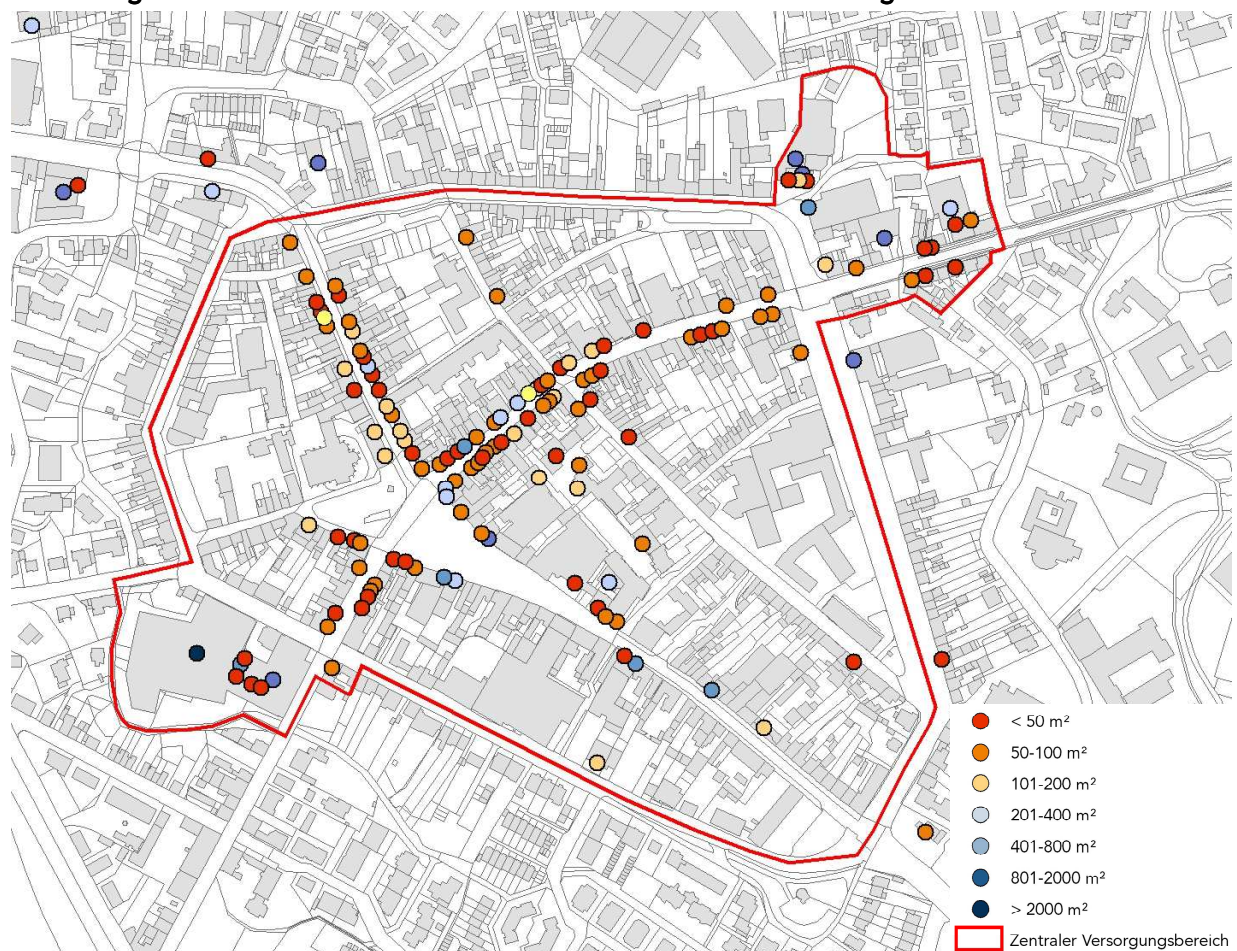 < 50 m²
50-100 m²
101-200 m²
201-400 m²
401-800 m²
801-2000 m²
> 2000 m²
Zentraler Versorgungsbereich